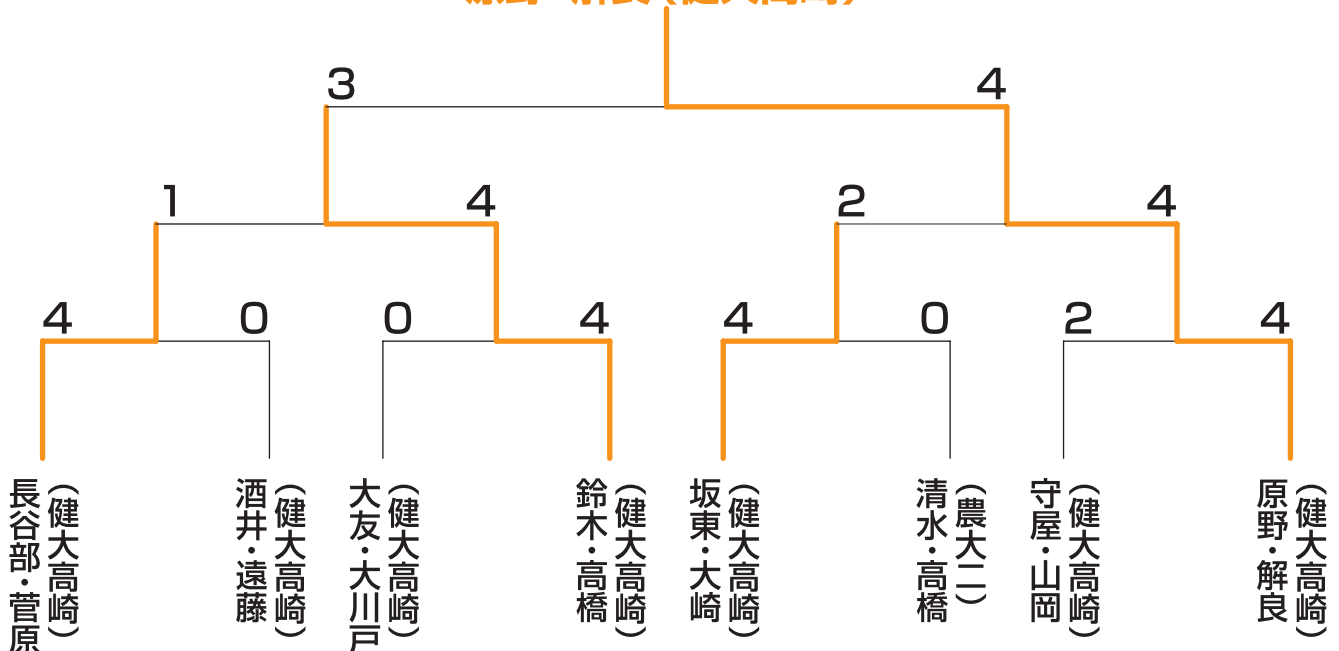 3
4
1
4
2
4
4
0
0
4
4
0
2
4
(健大高崎)
長谷部・菅原
(健大高崎)
酒井・遠藤
(健大高崎)
大友・大川戸
(健大高崎)
鈴木・高橋
(健大高崎)
坂東・大崎
(農大二)
清水・高橋
(健大高崎)
守屋・山岡
(健大高崎)
原野・解良